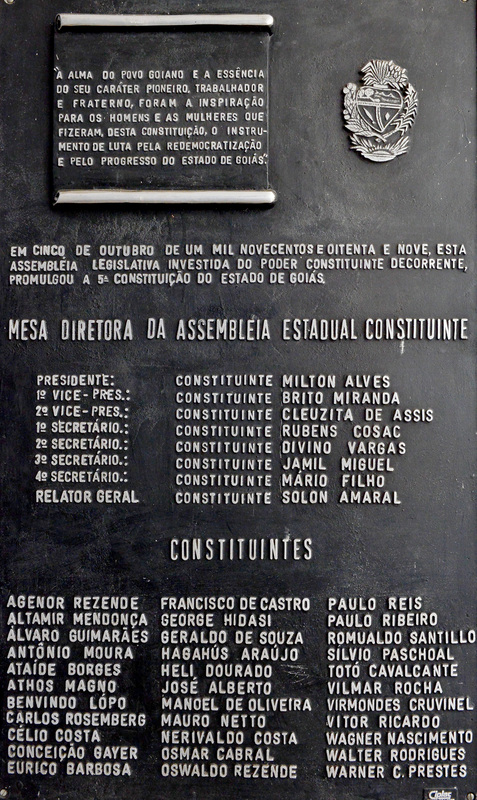 "A ALMA DO POVO GOIANO E A ESSÊNCIA
DO SEU CARÁTER PIONEIRO, TRABALHADOR
E FRATERNO, FORAM A INSPIRAÇÃO
PARA OS HOMENS E AS MULHERES QUE
FIZERAM, DESTA CONSTITUIÇÃO, O INSTRU-
MENTO DE LUTA PELA REDEMOCRATIZAÇÃO
E PELO PROGRESSO DO ESTADO DE GOIÁS."
EM CINCO DE OUTUBRO DE UM MIL NOVECENTOS E OITENTA E NOVE, ESTA
ASSEMBLÉIA LEGISLATIVA INVESTIDA DO PODER CONSTITUINTE DECORRENTE,
PROMULGOU A 5ª CONSTITUIÇÃO DO ESTADO DE GOIÁS.
MESA DIRETORA DA ASSEMBLÉIA ESTADUAL CONSTITUINTE
PRESIDENTE: CONSTITUINTE MILTON ALVES
1º VICE-PRES.: CONSTITUINTE BRITO MIRANDA
2º VICE-PRES.: CONSTITUINTE CLEUZITA DE ASSIS
1º SECRETÁRIO.: CONSTITUINTE RUBENS COSAC
2º SECRETÁRIO.: CONSTITUINTE DIVINO VARGAS
3º SECRETÁRIO.: CONSTITUINTE JAMIL MIGUEL
4º SECRETÁRIO.: CONSTITUINTE MÁRIO FILHO
RELATOR GERAL CONSTITUINTE SOLON AMARAL
CONSTITUINTES
AGENOR REZENDE FRANCISCO DE CASTRO PAULO REIS
ALTAMIR MENDONÇA GEORGE HIDASI PAULO RIBEIRO
ÁLVARO GUIMARÃES GERALDO DE SOUZA ROMUALDO SANTILLO
ANTÔNIO MOURA HAGAHÚS ARAÚJO SÍLVIO PASCHOAL
ATAÍDE BORGES HELI DOURADO TOTÓ CAVALCANTE
ATHOS MAGNO JOSÉ ALBERTO VILMAR ROCHA
BENVINDO LÓPO MANOEL DE OLIVEIRA VIRMONDES CRUVINEL
CARLOS ROSEMBERG MAURO NETTO VITOR RICARDO
CÉLIO COSTA NERIVALDO COSTA WAGNER NASCIMENTO
CONCEIÇÃO GAYER OSMAR CABRAL WALTER RODRIGUES
EURICO BARBOSA OSWALDO REZENDE WARNER C. PRESTES